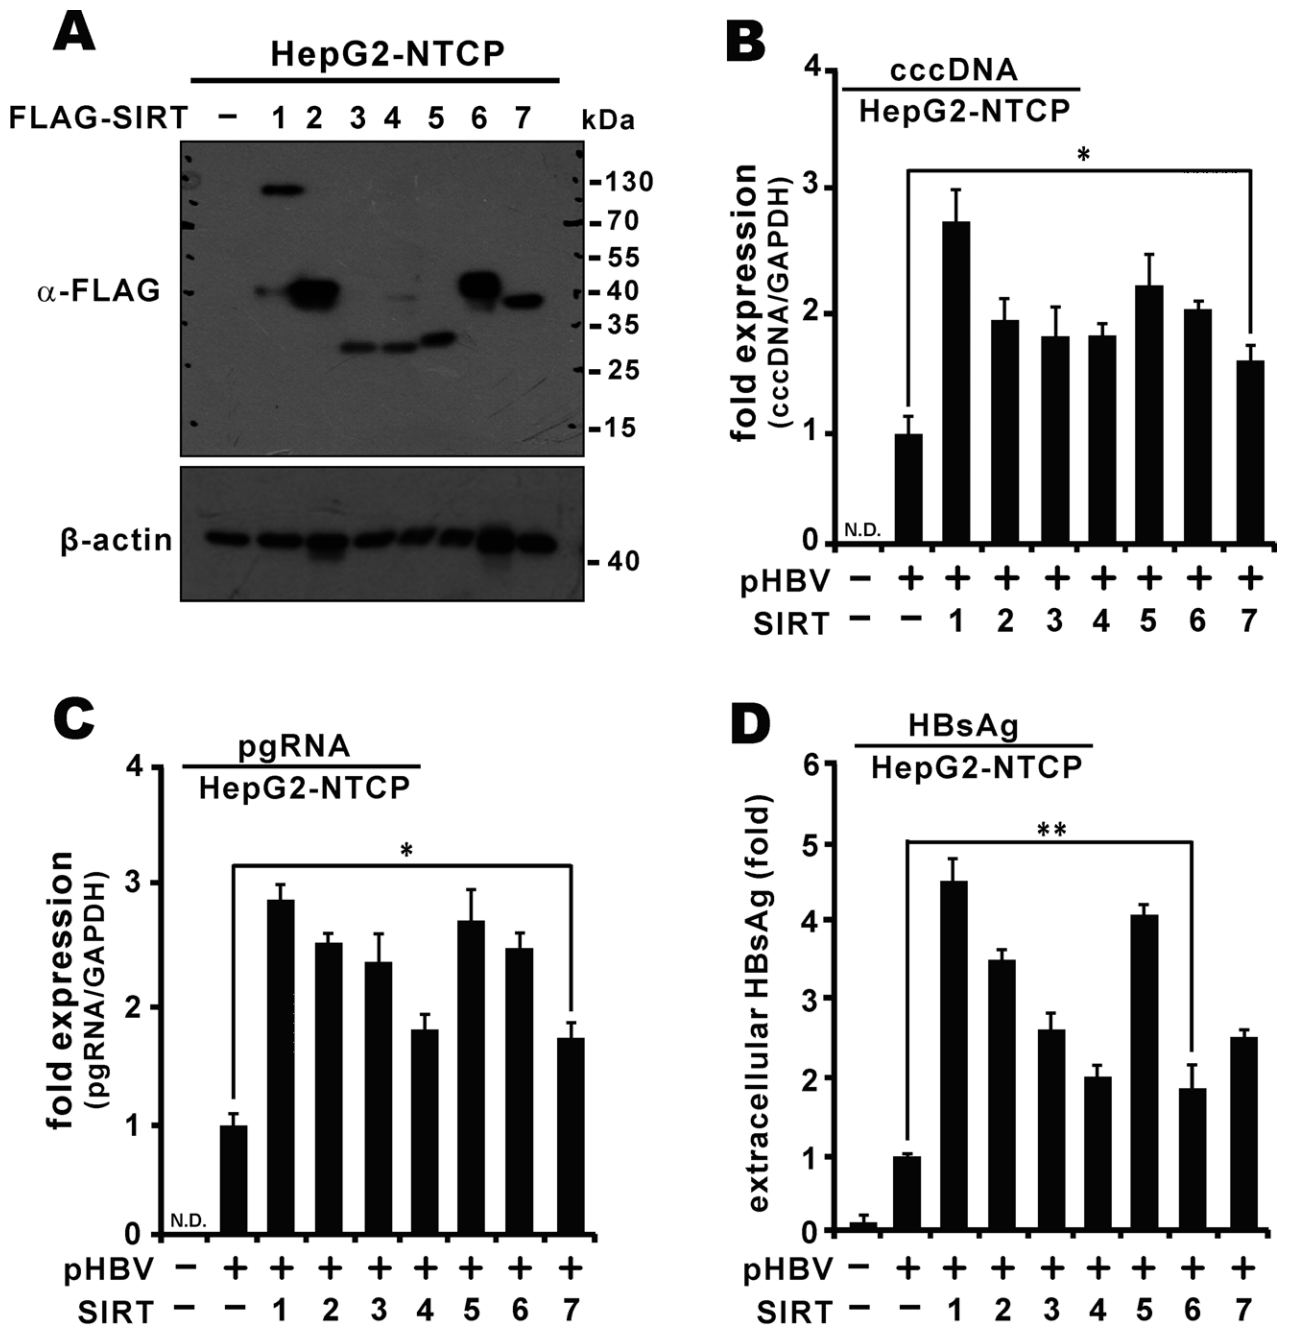 A
HepG2-NTCP
FLAG-SIRT − 1 2 3 4 5 6 7 kDa
α-FLAG
-130
-70
-55
-40
-35
-25
-15
β-actin
-40
B
cccDNA
HepG2-NTCP
fold expression
(cccDNA/GAPDH)
4
3
2
1
0
*
N.D.
pHBV − + + + + + + + +
SIRT − − 1 2 3 4 5 6 7
C
pgRNA
HepG2-NTCP
fold expression
(pgRNA/GAPDH)
4
3
2
1
0
*
N.D.
pHBV − + + + + + + + +
SIRT − − 1 2 3 4 5 6 7
D
HBsAg
HepG2-NTCP
extracellular HBsAg (fold)
6
5
4
3
2
1
0
**
pHBV − + + + + + + + +
SIRT − − 1 2 3 4 5 6 7